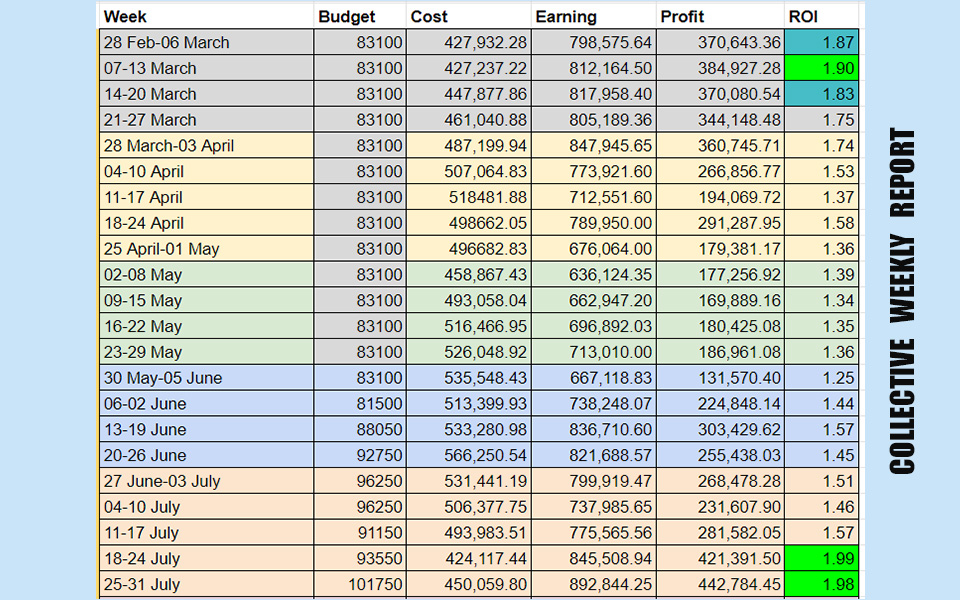 Week Budget Cost Earning Profit ROI
28 Feb-06 March 83100 427,932.28 798,575.64 370,643.36 1.87
07-13 March 83100 427,237.22 812,164.50 384,927.28 1.90
14-20 March 83100 447,877.86 817,958.40 370,080.54 1.83
21-27 March 83100 461,040.88 805,189.36 344,148.48 1.75
28 March-03 April 83100 487,199.94 847,945.65 360,745.71 1.74
04-10 April 83100 507,064.83 773,921.60 266,856.77 1.53
11-17 April 83100 518481.88 712,551.60 194,069.72 1.37
18-24 April 83100 498662.05 789,950.00 291,287.95 1.58
25 April-01 May 83100 496682.83 676,064.00 179,381.17 1.36
02-08 May 83100 458,867.43 636,124.35 177,256.92 1.39
09-15 May 83100 493,058.04 662,947.20 169,889.16 1.34
16-22 May 83100 516,466.95 696,892.03 180,425.08 1.35
23-29 May 83100 526,048.92 713,010.00 186,961.08 1.36
30 May-05 June 83100 535,548.43 667,118.83 131,570.40 1.25
06-02 June 81500 513,399.93 738,248.07 224,848.14 1.44
13-19 June 88050 533,280.98 836,710.60 303,429.62 1.57
20-26 June 92750 566,250.54 821,688.57 255,438.03 1.45
27 June-03 July 96250 531,441.19 799,919.47 268,478.28 1.51
04-10 July 96250 506,377.75 737,985.65 231,607.90 1.46
11-17 July 91150 493,983.51 775,565.56 281,582.05 1.57
18-24 July 93550 424,117.44 845,508.94 421,391.50 1.99
25-31 July 101750 450,059.80 892,844.25 442,784.45 1.98
COLLECTIVE WEEKLY REPORT